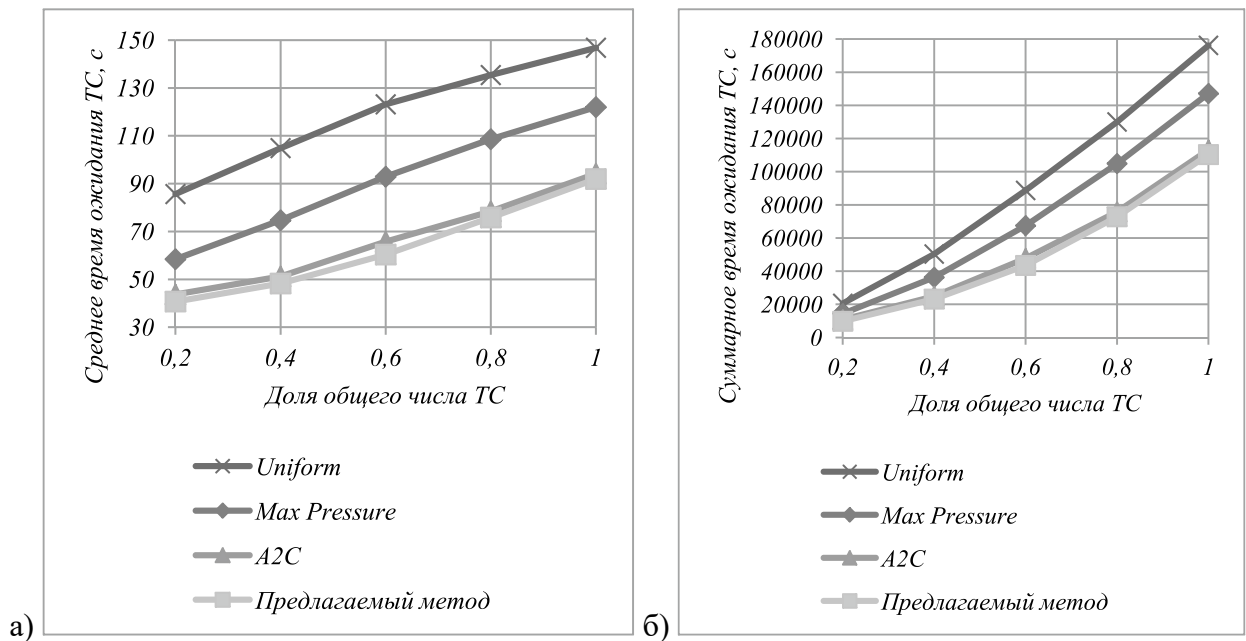 Среднее время ожидания ТС, с
150
130
110
90
70
50
30
0,2 0,4 0,6 0,8 1
Доля общего числа ТС
Uniform
Max Pressure
A2C
Предлагаемый метод
а)
Суммарное время ожидания ТС, с
180000
160000
140000
120000
100000
80000
60000
40000
20000
0
0,2 0,4 0,6 0,8 1
Доля общего числа ТС
Uniform
Max Pressure
A2C
Предлагаемый метод
б)